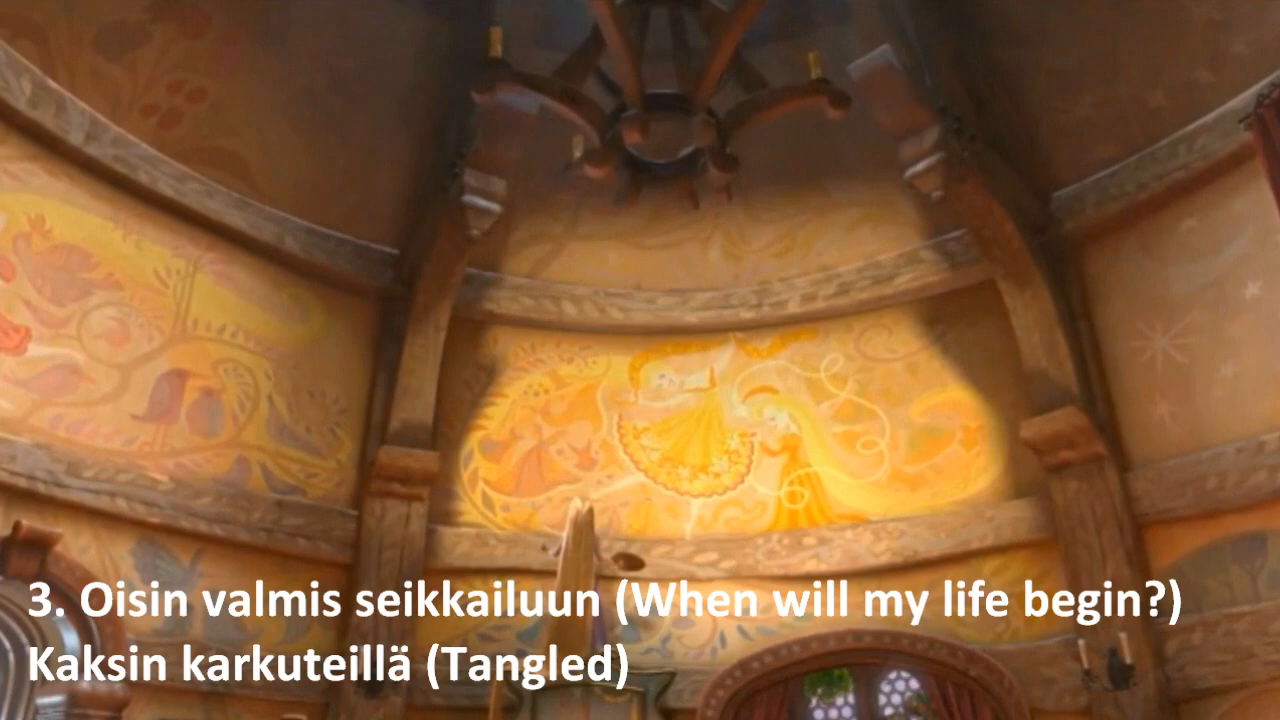 3. Oisin valmis seikkailuun (When will my life begin?)
Kaksin karkuteillä (Tangled)